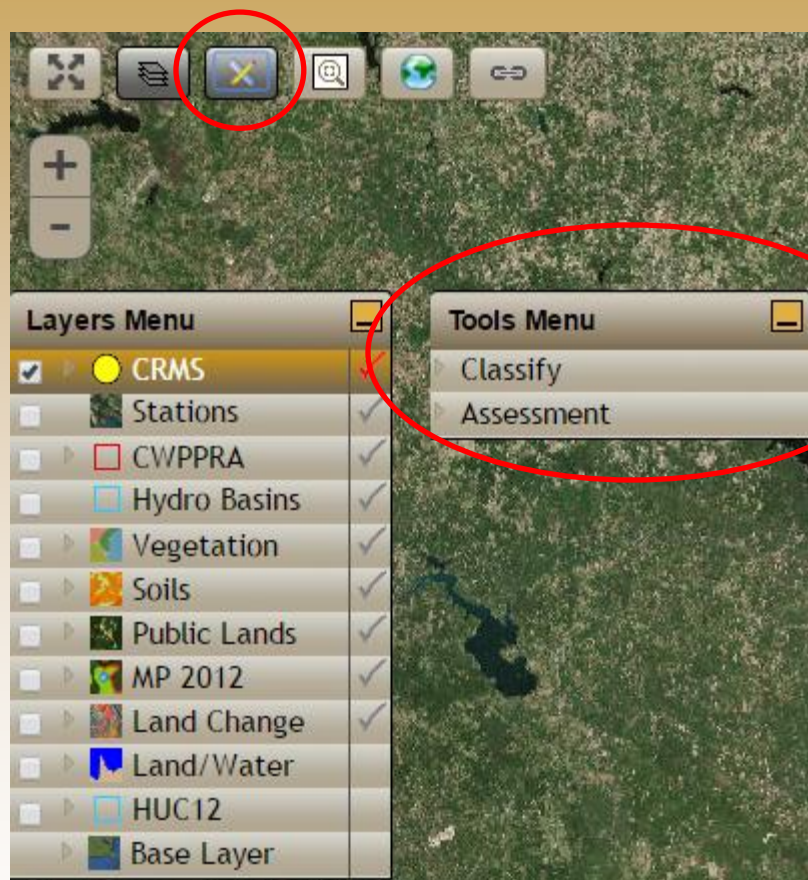 Layers Menu
CRMS
Stations
CWPPRA
Hydro Basins
Vegetation
Soils
Public Lands
MP 2012
Land Change
Land/Water
HUC12
Base Layer
Tools Menu
Classify
Assessment